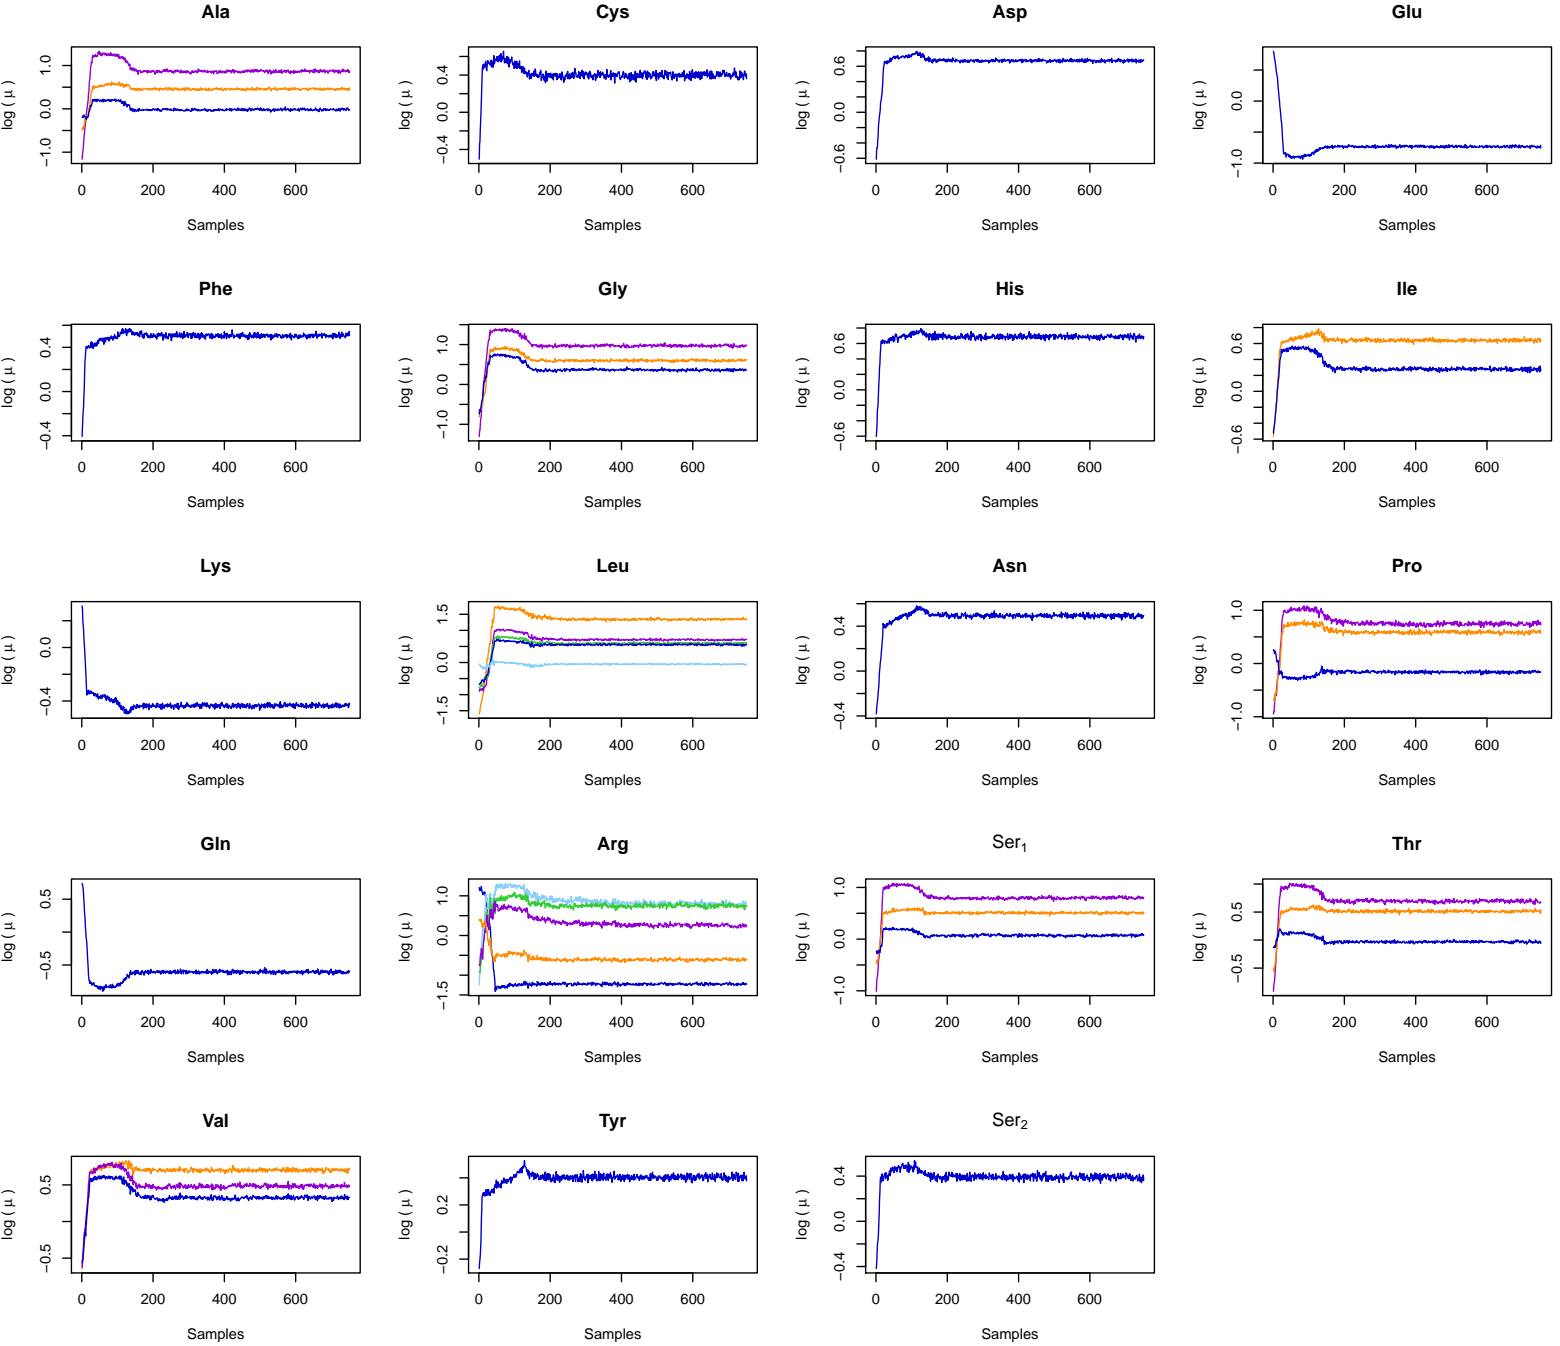 Ala
log ( μ )
−1.0 0.0 1.0
0 200 400 600
Samples
Cys
log ( μ )
−0.4 0.0 0.4
0 200 400 600
Samples
Asp
log ( μ )
−0.6 0.0 0.6
0 200 400 600
Samples
Glu
log ( μ )
−1.0 0.0
0 200 400 600
Samples
Phe
log ( μ )
−0.4 0.0 0.4
0 200 400 600
Samples
Gly
log ( μ )
−1.0 0.0 1.0
0 200 400 600
Samples
His
log ( μ )
−0.6 0.0 0.6
0 200 400 600
Samples
Ile
log ( μ )
−0.6 0.0 0.6
0 200 400 600
Samples
Lys
log ( μ )
−0.4 0.0
0 200 400 600
Samples
Leu
log ( μ )
−1.5 0.0 1.5
0 200 400 600
Samples
Asn
log ( μ )
−0.4 0.0 0.4
0 200 400 600
Samples
Pro
log ( μ )
−1.0 0.0 1.0
0 200 400 600
Samples
Gln
log ( μ )
−0.5 0.5
0 200 400 600
Samples
Arg
log ( μ )
−1.5 0.0 1.0
0 200 400 600
Samples
Ser₁
log ( μ )
−1.0 0.0 1.0
0 200 400 600
Samples
Thr
log ( μ )
−0.5 0.5
0 200 400 600
Samples
Val
log ( μ )
−0.5 0.5
0 200 400 600
Samples
Tyr
log ( μ )
−0.2 0.2
0 200 400 600
Samples
Ser₂
log ( μ )
−0.4 0.0 0.4
0 200 400 600
Samples